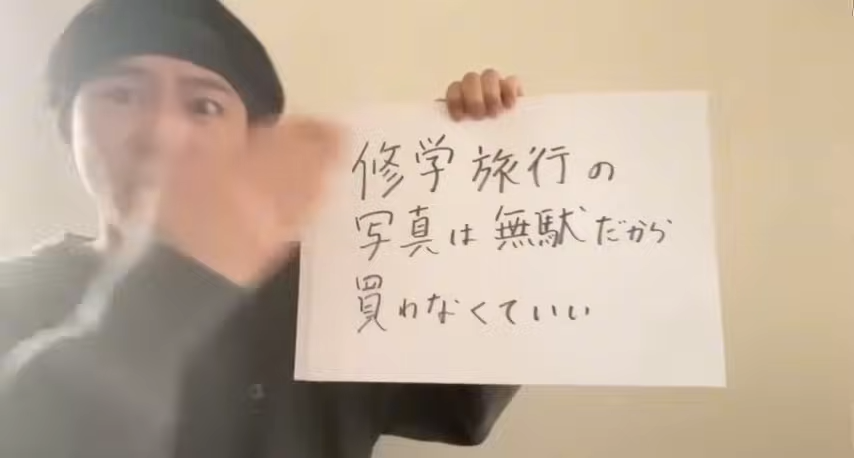 修学旅行の
写真は無駄だから
買わなくていい